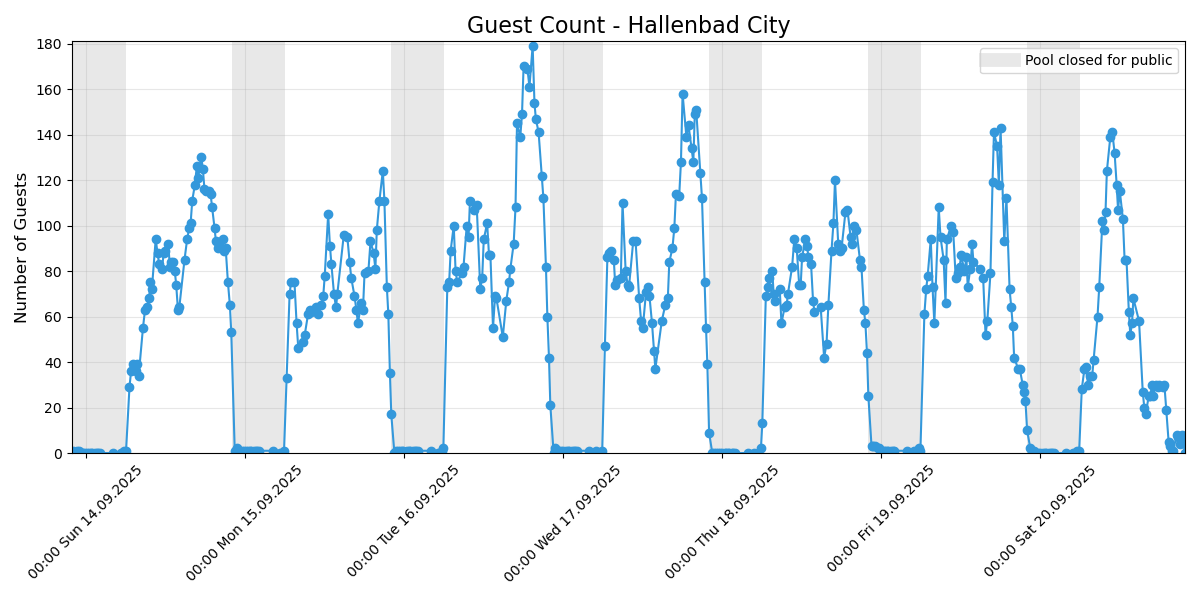 Guest Count - Hallenbad City
Pool closed for public
Number of Guests
180
160
140
120
100
80
60
40
20
0
00:00 Sun 14.09.2025
00:00 Mon 15.09.2025
00:00 Tue 16.09.2025
00:00 Wed 17.09.2025
00:00 Thu 18.09.2025
00:00 Fri 19.09.2025
00:00 Sat 20.09.2025